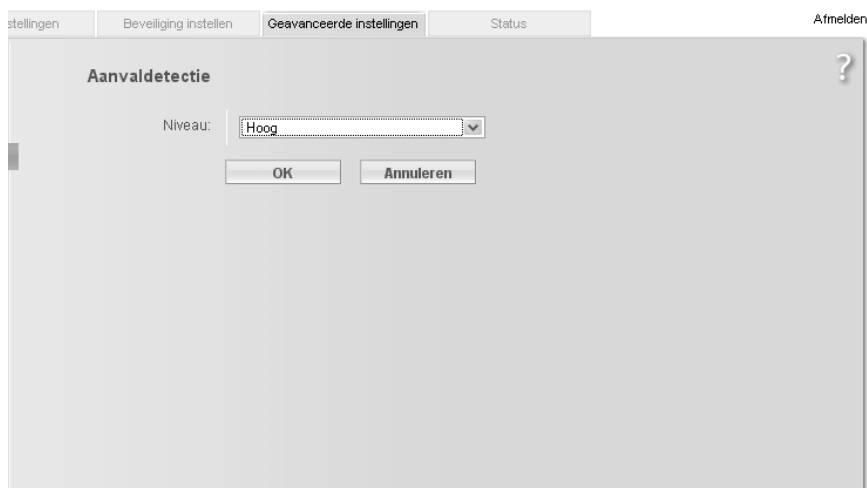 stellingen Beveiliging instellen Geavanceerde instellingen Status Afmelden
?
Aanvaldetectie
Niveau: Hoog
OK Annuleren